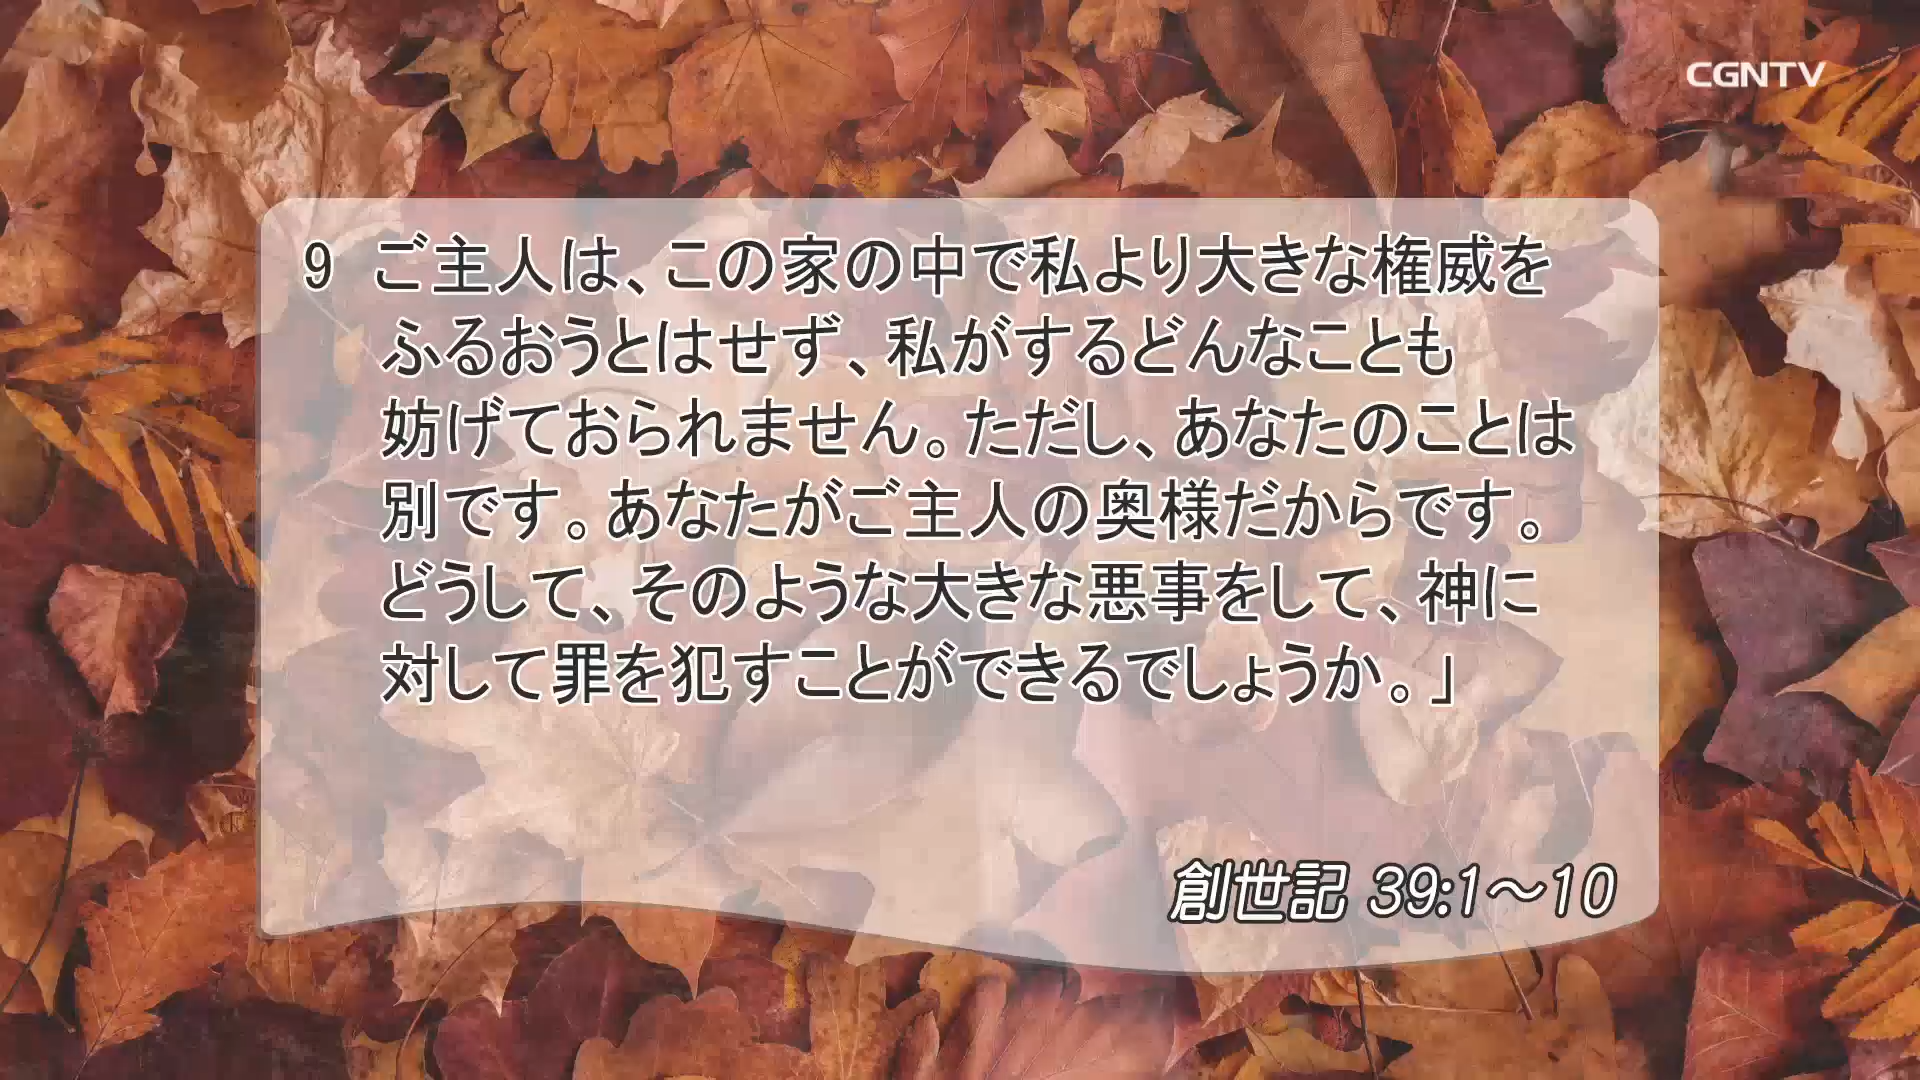 CGNTV
9 ご主人は、この家の中で私より大きな権威を
ふるおうとはせず、私がするどんなことも
妨げておられません。ただし、あなたのことは
別です。あなたがご主人の奥様だからです。
どうして、そのような大きな悪事をして、神に
対して罪を犯すことができるでしょうか。」
創世記 39:1～10